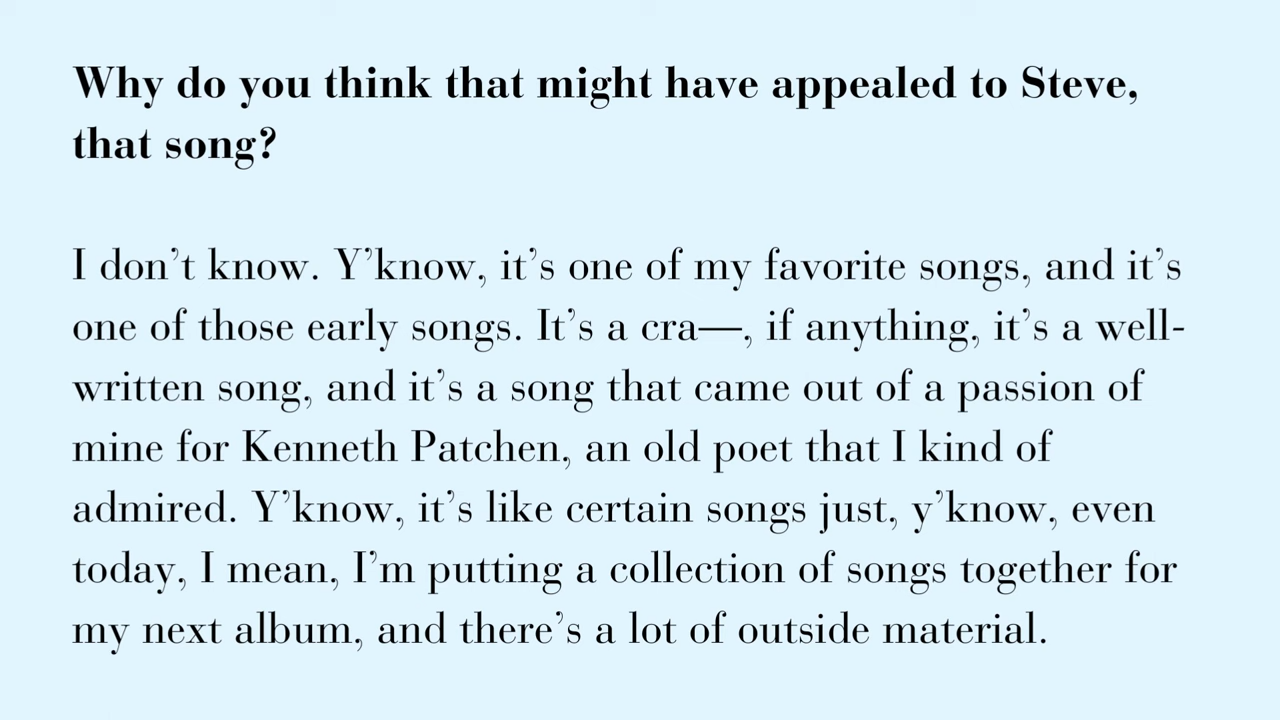 Why do you think that might have appealed to Steve,
that song?
I don’t know. Y’know, it’s one of my favorite songs, and it’s
one of those early songs. It’s a cra—, if anything, it’s a well-
written song, and it’s a song that came out of a passion of
mine for Kenneth Patchen, an old poet that I kind of
admired. Y’know, it’s like certain songs just, y’know, even
today, I mean, I’m putting a collection of songs together for
my next album, and there’s a lot of outside material.